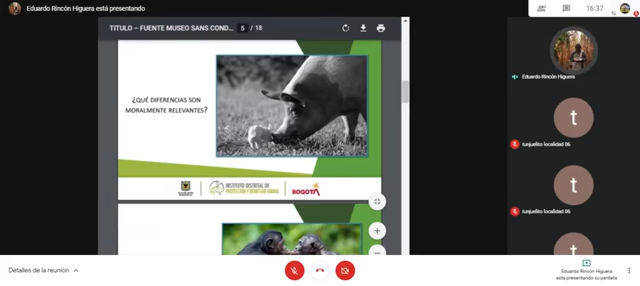 Eduardo Rincón Higuera está presentando
16:37
TITULO – FUENTE MUSEO SANS COND... 5 / 18
¿QUÉ DIFERENCIAS SON
MORALMENTE RELEVANTES?
INSTITUTO DISTRITAL DE
PROTECCIÓN Y BIENESTAR ANIMAL
BOGOTÁ
Eduardo Rincón Higuera
t
tunjuelito localidad 06
t
tunjuelito localidad 06
t
Detalles de la reunión
Eduardo Rincón Higuera
está presentando su pantalla